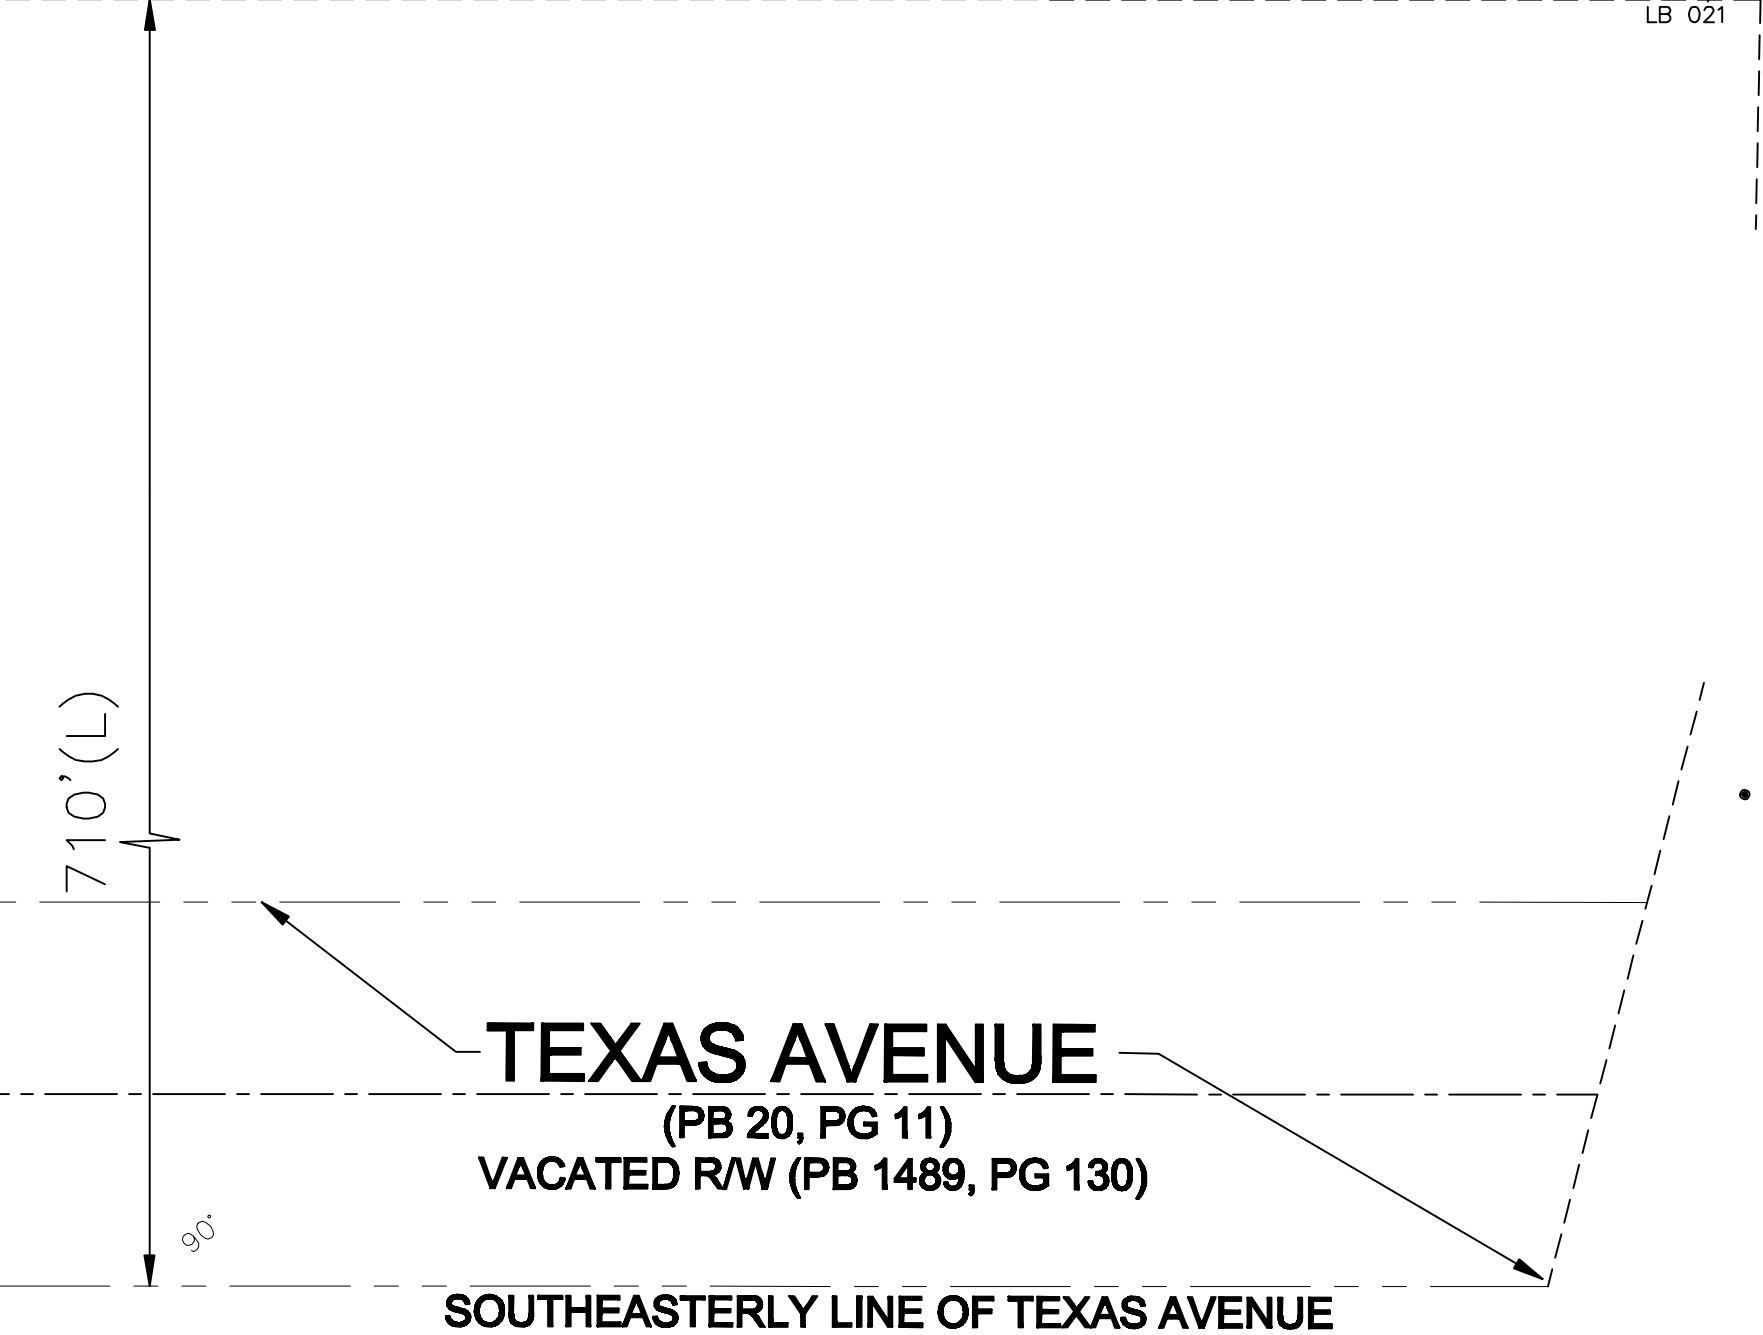 LB 021
710'(L)
TEXAS AVENUE
(PB 20, PG 11)
VACATED R/W (PB 1489, PG 130)
90°
SOUTHEASTERLY LINE OF TEXAS AVENUE